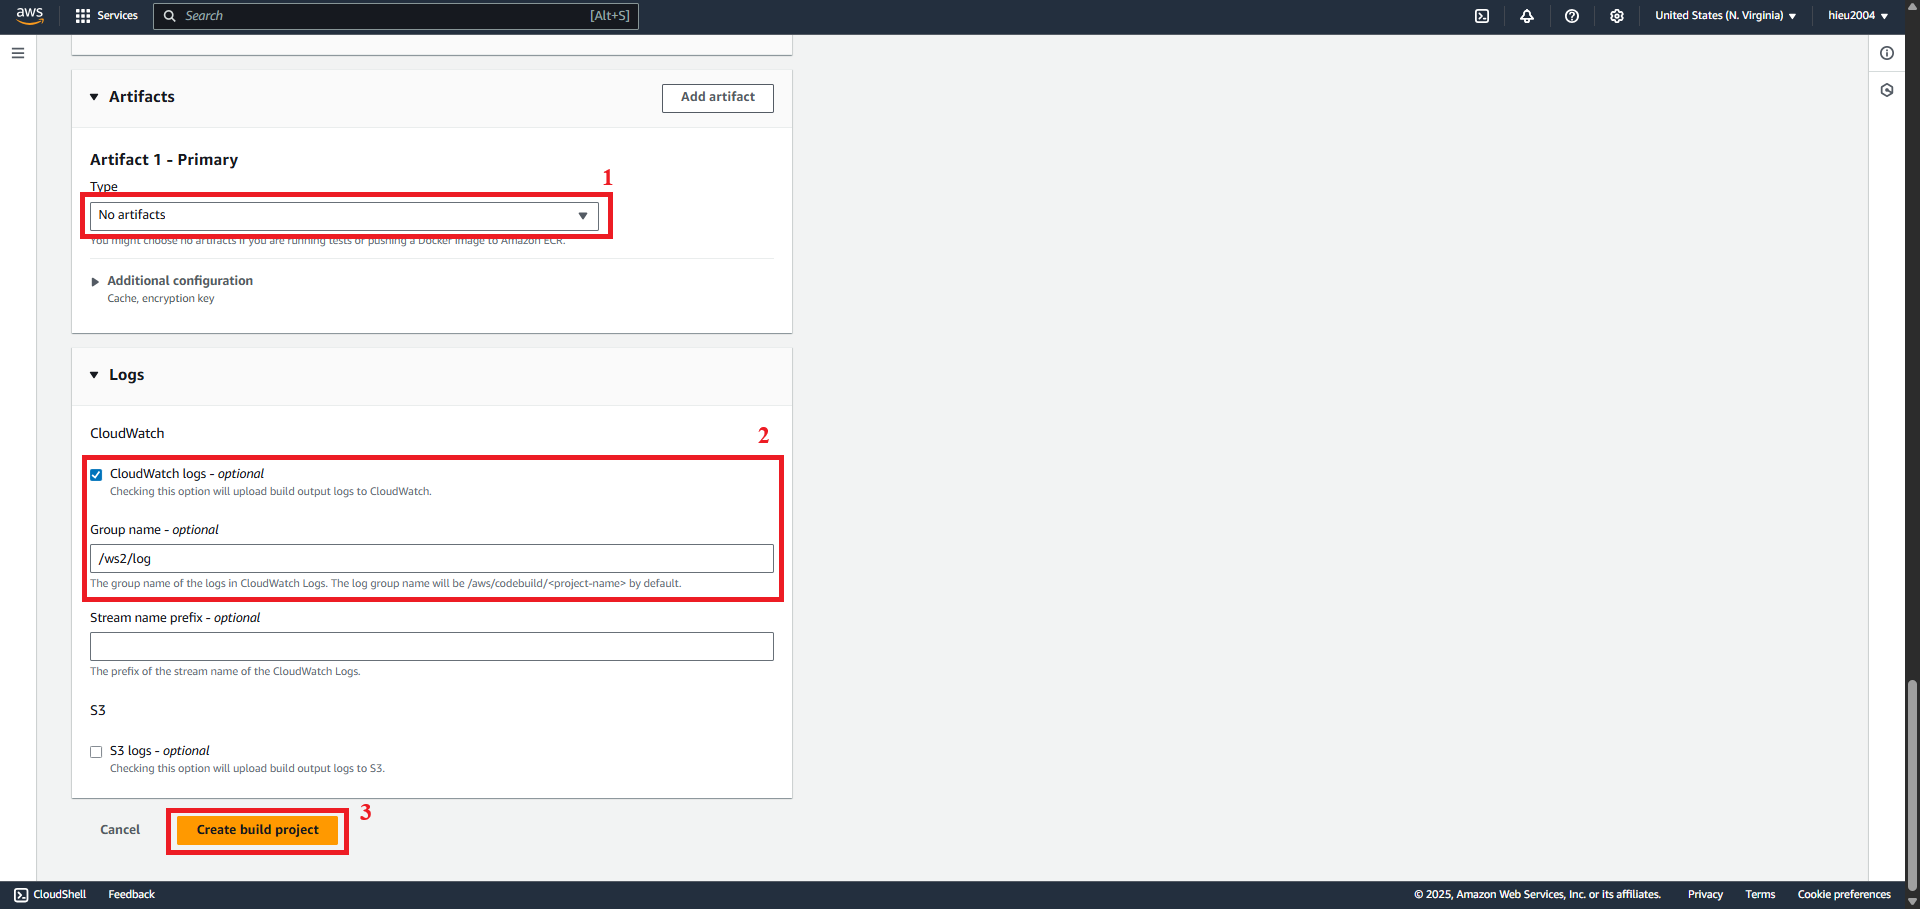 aws
Services
Search
[Alt+S]
United States (N. Virginia)
hieu2004
Artifacts
Add artifact
Artifact 1 - Primary
1
Type
No artifacts
You might choose no artifacts if you are running tests or pushing a Docker image to Amazon ECR.
Additional configuration
Cache, encryption key
Logs
CloudWatch
2
CloudWatch logs - optional
Checking this option will upload build output logs to CloudWatch.
Group name - optional
/ws2/log
The group name of the logs in CloudWatch Logs. The log group name will be /aws/codebuild/<project-name> by default.
Stream name prefix - optional
The prefix of the stream name of the CloudWatch Logs.
S3
S3 logs - optional
Checking this option will upload build output logs to S3.
3
Cancel
Create build project
CloudShell
Feedback
© 2025, Amazon Web Services, Inc. or its affiliates.
Privacy
Terms
Cookie preferences